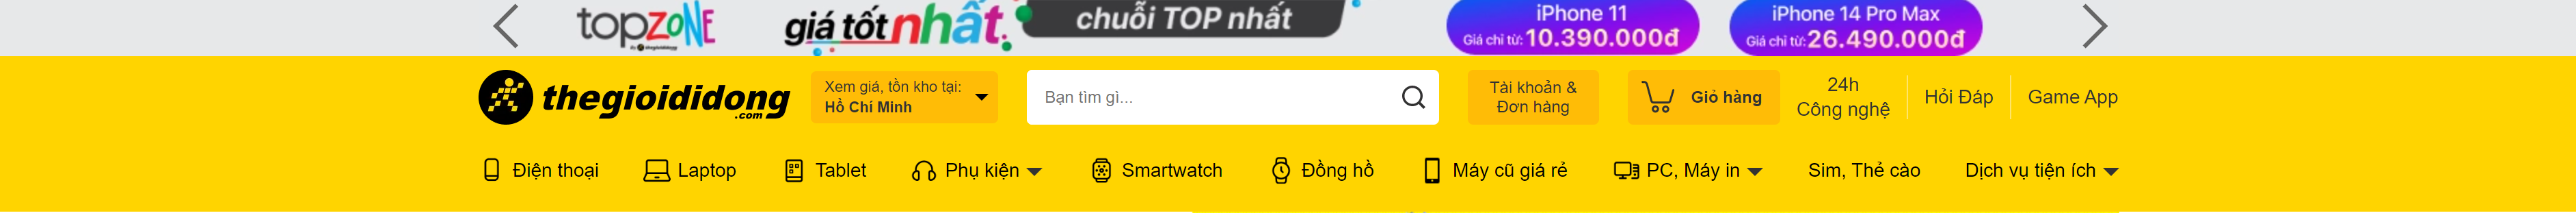 topzone
by thegioididong
giá tốt nhất.
chuỗi TOP nhất
iPhone 11
Giá chỉ từ: 10.390.000đ
iPhone 14 Pro Max
Giá chỉ từ: 26.490.000đ
thegioididong
.com
Xem giá, tồn kho tại:
Hồ Chí Minh
Bạn tìm gì...
Tài khoản &
Đơn hàng
Giỏ hàng
24h
Công nghệ
Hỏi Đáp
Game App
Điện thoại
Laptop
Tablet
Phụ kiện
Smartwatch
Đồng hồ
Máy cũ giá rẻ
PC, Máy in
Sim, Thẻ cào
Dịch vụ tiện ích